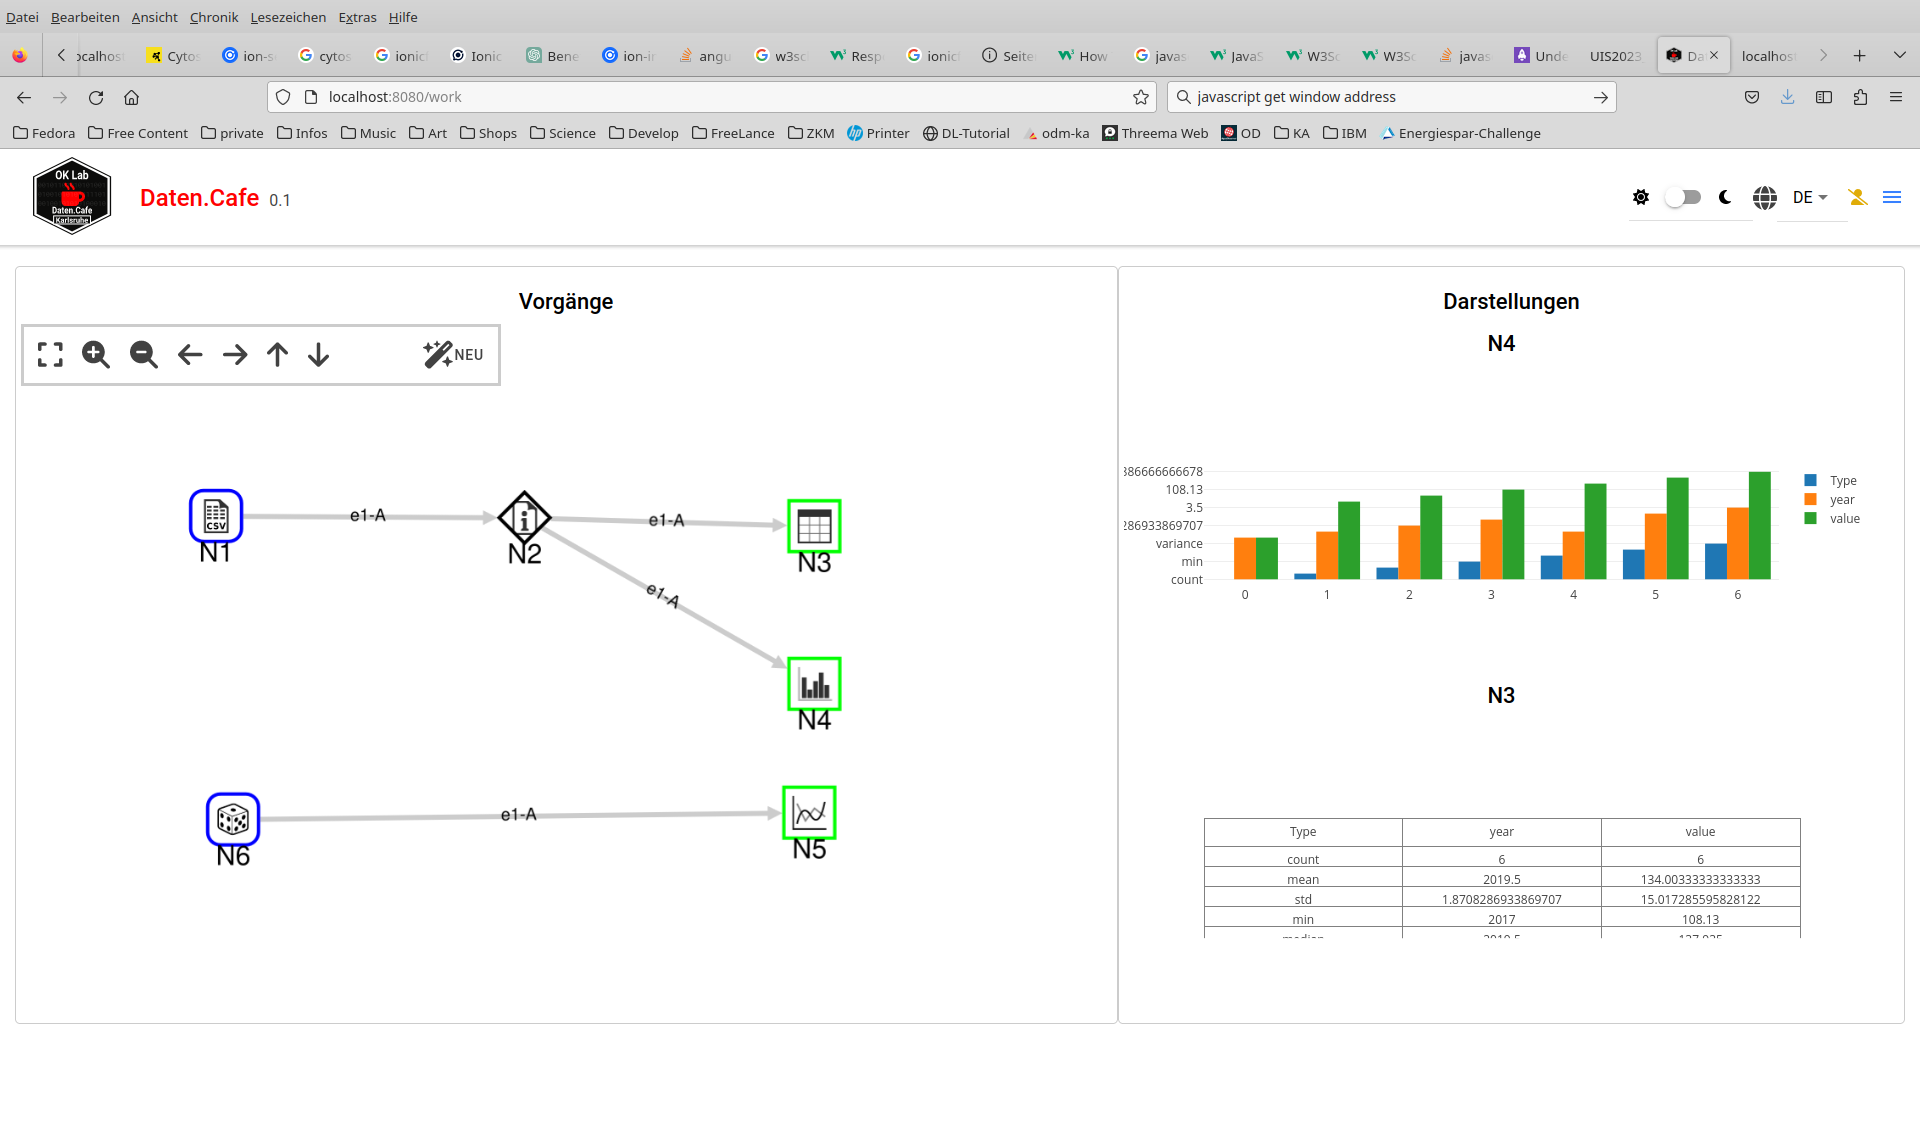 Datei Bearbeiten Ansicht Chronik Lesezeichen Extras Hilfe
ocalhost Cytos ion-s cytos ionic Ionic Bene ion-ir angu w3sc Resp ionic Seite How javas JavaS W3Sc W3Sc javas Unde UIS2023_ Da localhost
localhost:8080/work javascript get window address
Fedora Free Content private Infos Music Art Shops Science Develop FreeLance ZKM Printer DL-Tutorial odm-ka Threema Web OD KA IBM Energiespar-Challenge
OK Lab
Daten.Cafe
Karlsruhe
Daten.Cafe 0.1
DE
Vorgänge
NEU
N1
e1-A
N2
e1-A
N3
e1-A
N4
N6
e1-A
N5
Darstellungen
N4
386666666678
108.13
3.5
286933869707
variance
min
count
0 1 2 3 4 5 6
Type
year
value
N3
Type year value
count 6 6
mean 2019.5 134.00333333333333
std 1.8708286933869707 15.017285595828122
min 2017 108.13